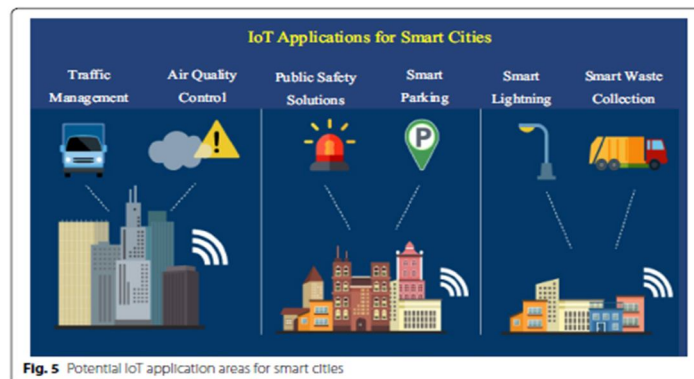 IoT Applications for Smart Cities
Traffic
Management
Air Quality
Control
Public Safety
Solutions
Smart
Parking
Smart
Lightning
Smart Waste
Collection
P
Fig. 5 Potential IoT application areas for smart cities